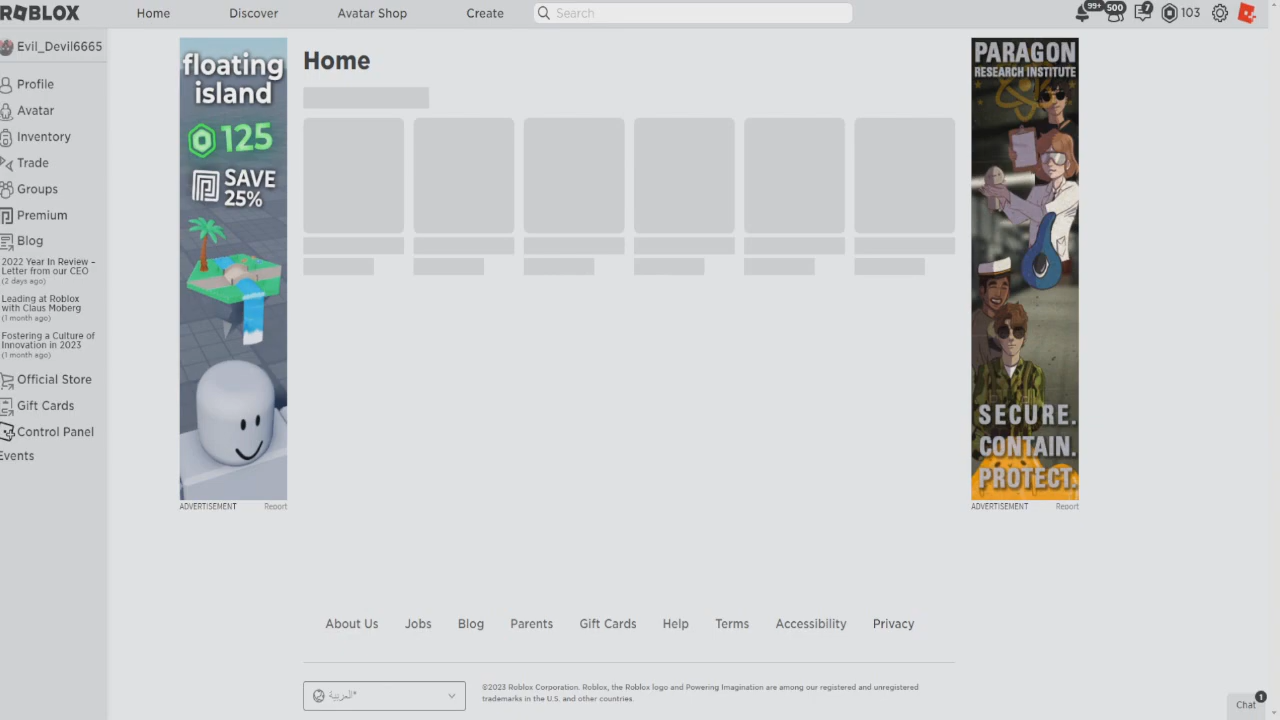 ROBLOX
Home
Discover
Avatar Shop
Create
Search
99+
500
7
103
Evil_Devil6665
Profile
Avatar
Inventory
Trade
Groups
Premium
Blog
2022 Year In Review –
Letter from our CEO
(2 days ago)
Leading at Roblox
with Claus Moberg
(1 month ago)
Fostering a Culture of
Innovation in 2023
(1 month ago)
Official Store
Gift Cards
Control Panel
Events
floating
island
125
SAVE
25%
ADVERTISEMENT
Report
Home
PARAGON
RESEARCH INSTITUTE
SECURE.
CONTAIN.
PROTECT.
ADVERTISEMENT
Report
About Us
Jobs
Blog
Parents
Gift Cards
Help
Terms
Accessibility
Privacy
العربية*
©2023 Roblox Corporation. Roblox, the Roblox logo and Powering Imagination are among our registered and unregistered
trademarks in the U.S. and other countries.
Chat
1